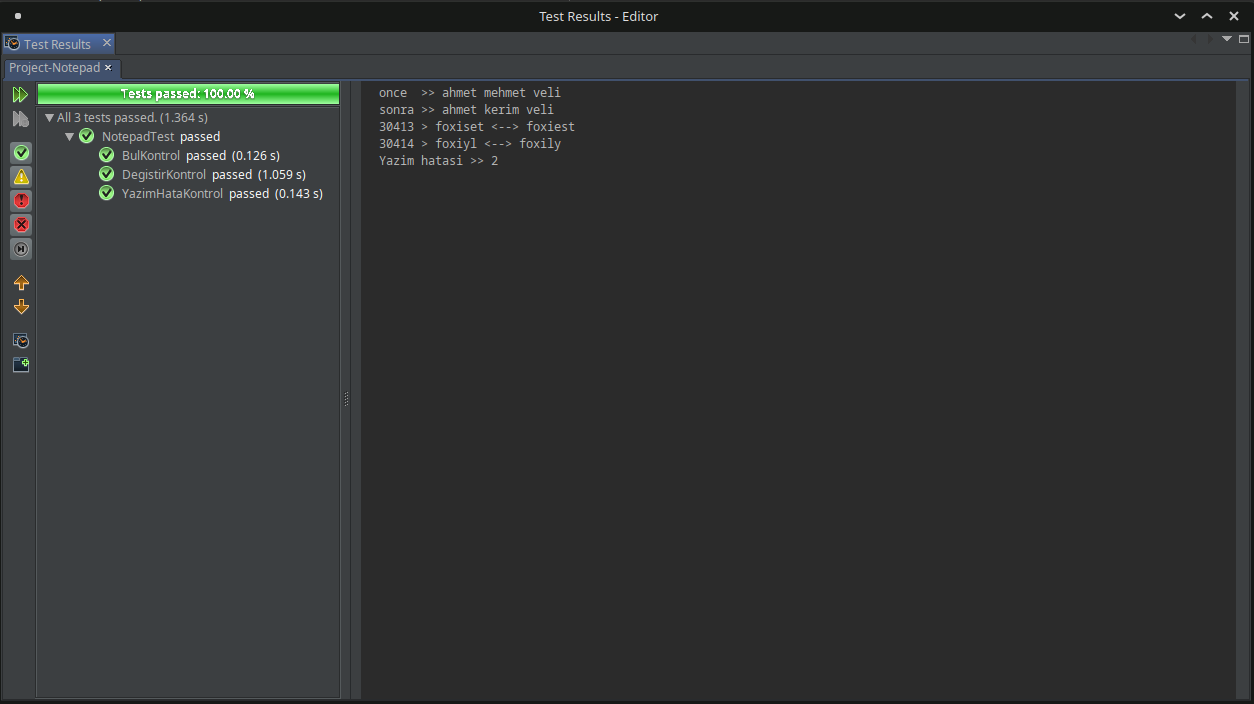 Test Results - Editor
Test Results
Project-Notepad
Tests passed: 100.00 %
All 3 tests passed. (1.364 s)
NotepadTest passed
BulKontrol passed (0.126 s)
DegistirKontrol passed (1.059 s)
YazimHataKontrol passed (0.143 s)
once >> ahmet mehmet veli
sonra >> ahmet kerim veli
30413 > foxiset <--> foxiest
30414 > foxiyl <--> foxily
Yazim hatasi >> 2